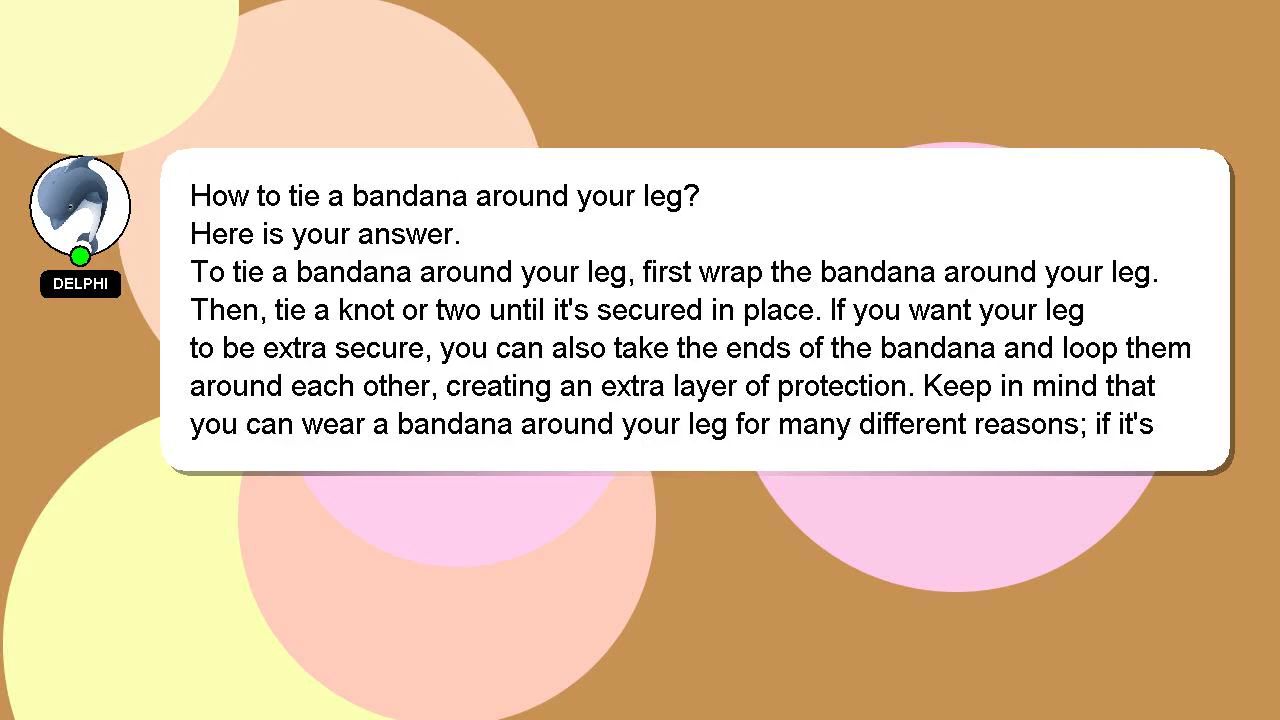 How to tie a bandana around your leg?
Here is your answer.
To tie a bandana around your leg, first wrap the bandana around your leg.
Then, tie a knot or two until it's secured in place. If you want your leg
to be extra secure, you can also take the ends of the bandana and loop them
around each other, creating an extra layer of protection. Keep in mind that
you can wear a bandana around your leg for many different reasons; if it's
DELPHI